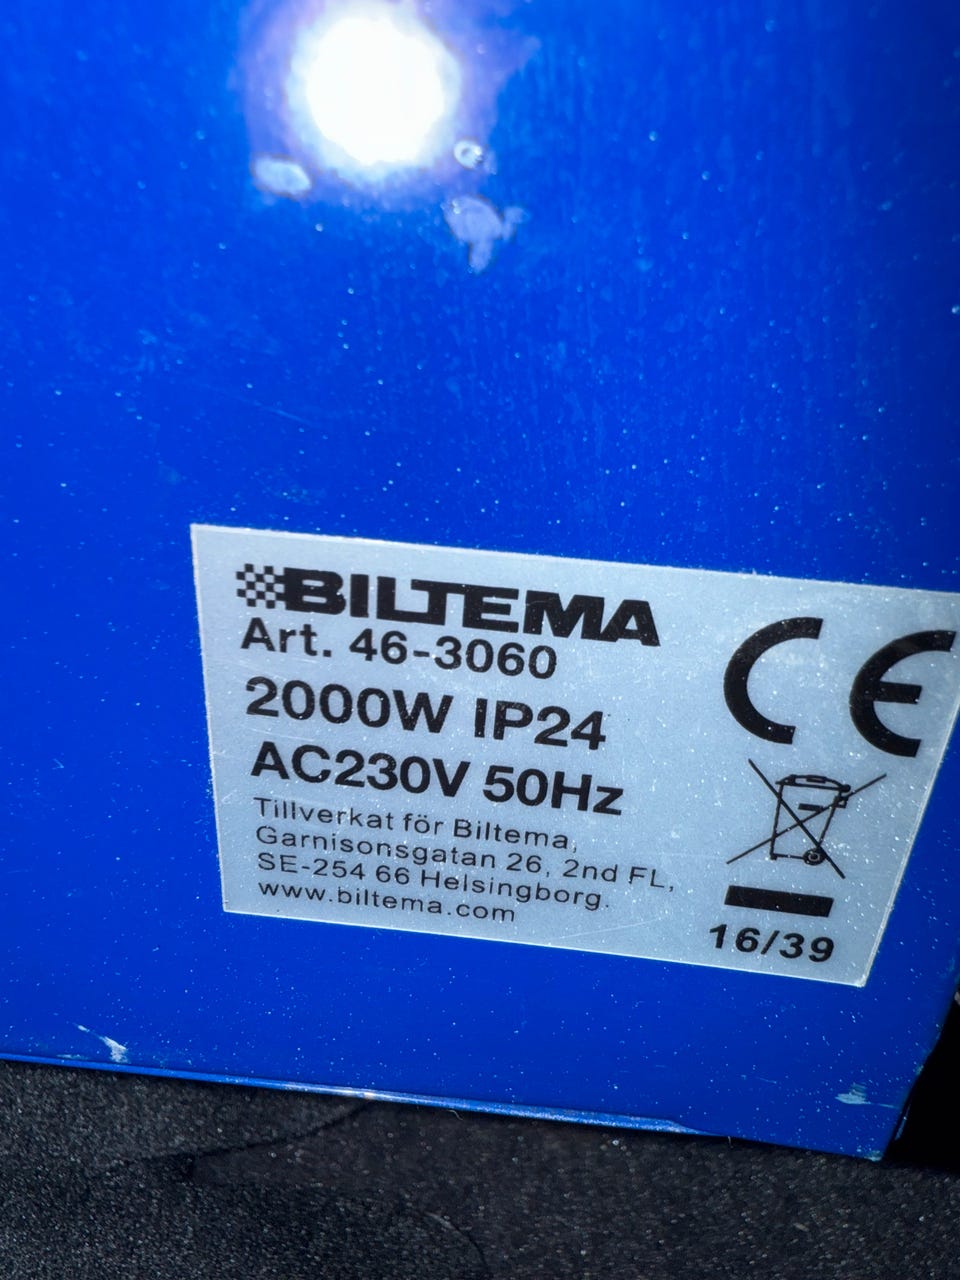 BILTEMA
Art. 46-3060
2000W IP24
AC230V 50Hz
Tillverkat för Biltema,
Garnisonsgatan 26, 2nd FL,
SE-254 66 Helsingborg.
www.biltema.com
CE
16/39